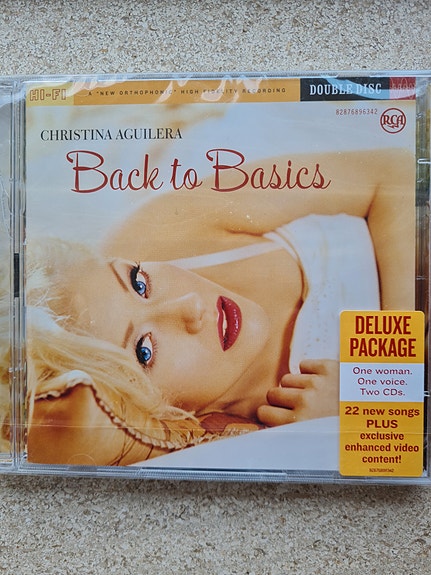 HI-FI
A "NEW ORTHOPHONIC" HIGH FIDELITY RECORDING
DOUBLE DISC
82876896342
RCA
CHRISTINA AGUILERA
Back to Basics
DELUXE
PACKAGE
One woman.
One voice.
Two CDs.
22 new songs
PLUS
exclusive
enhanced video
content!
82876896342